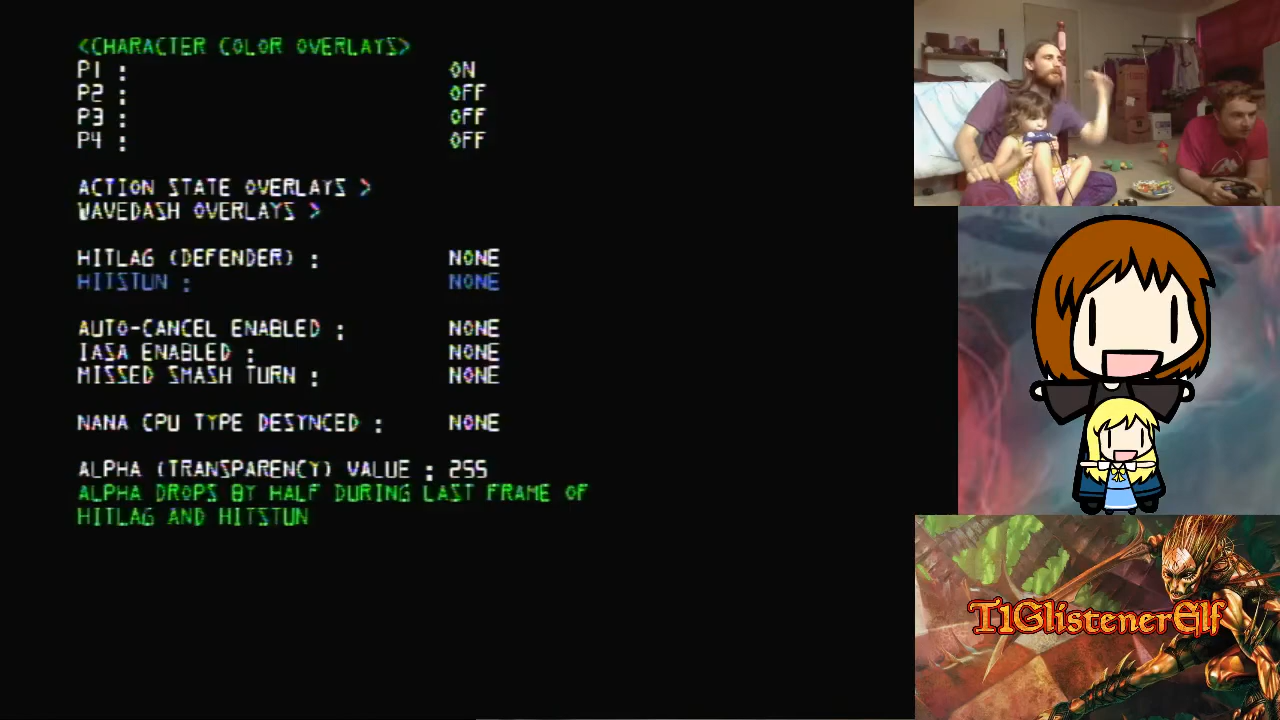 <CHARACTER COLOR OVERLAYS>
P1 : ON
P2 : OFF
P3 : OFF
P4 : OFF
ACTION STATE OVERLAYS >
WAVEDASH OVERLAYS >
HITLAG (DEFENDER) : NONE
HITSTUN : NONE
AUTO-CANCEL ENABLED : NONE
IASA ENABLED : NONE
MISSED SMASH TURN : NONE
NANA CPU TYPE DESYNCED : NONE
ALPHA (TRANSPARENCY) VALUE : 255
ALPHA DROPS BY HALF DURING LAST FRAME OF
HITLAG AND HITSTUN
T1GlistenerElf